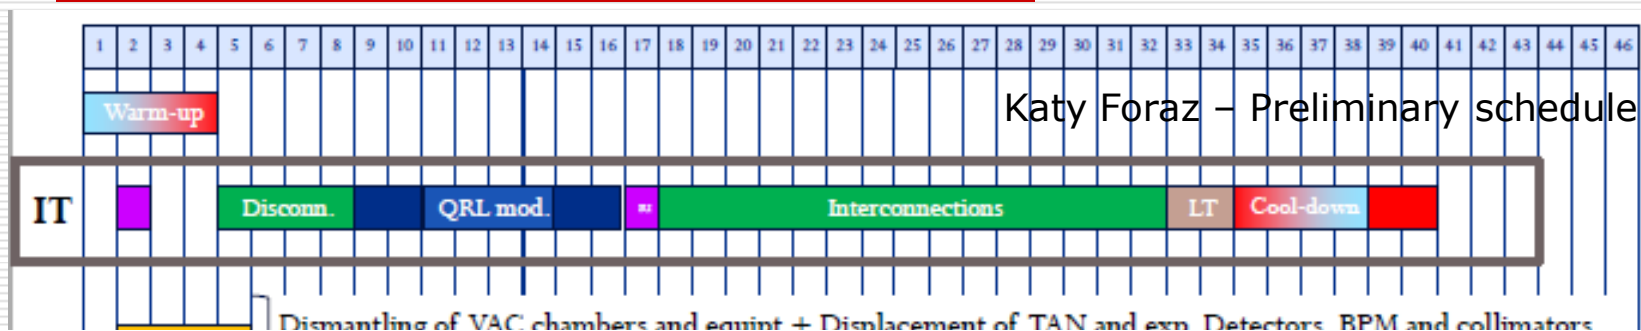 1 2 3 4 5 6 7 8 9 10 11 12 13 14 15 16 17 18 19 20 21 22 23 24 25 26 27 28 29 30 31 32 33 34 35 36 37 38 39 40 41 42 43 44 45 46
Warm-up
Katy Foraz – Preliminary schedule
IT Disconn. QRL mod. Interconnections LT Cool-down
Dismantling of VAC chambers and equipt + Displacement of TAN and exp. Detectors, BPM and collimators